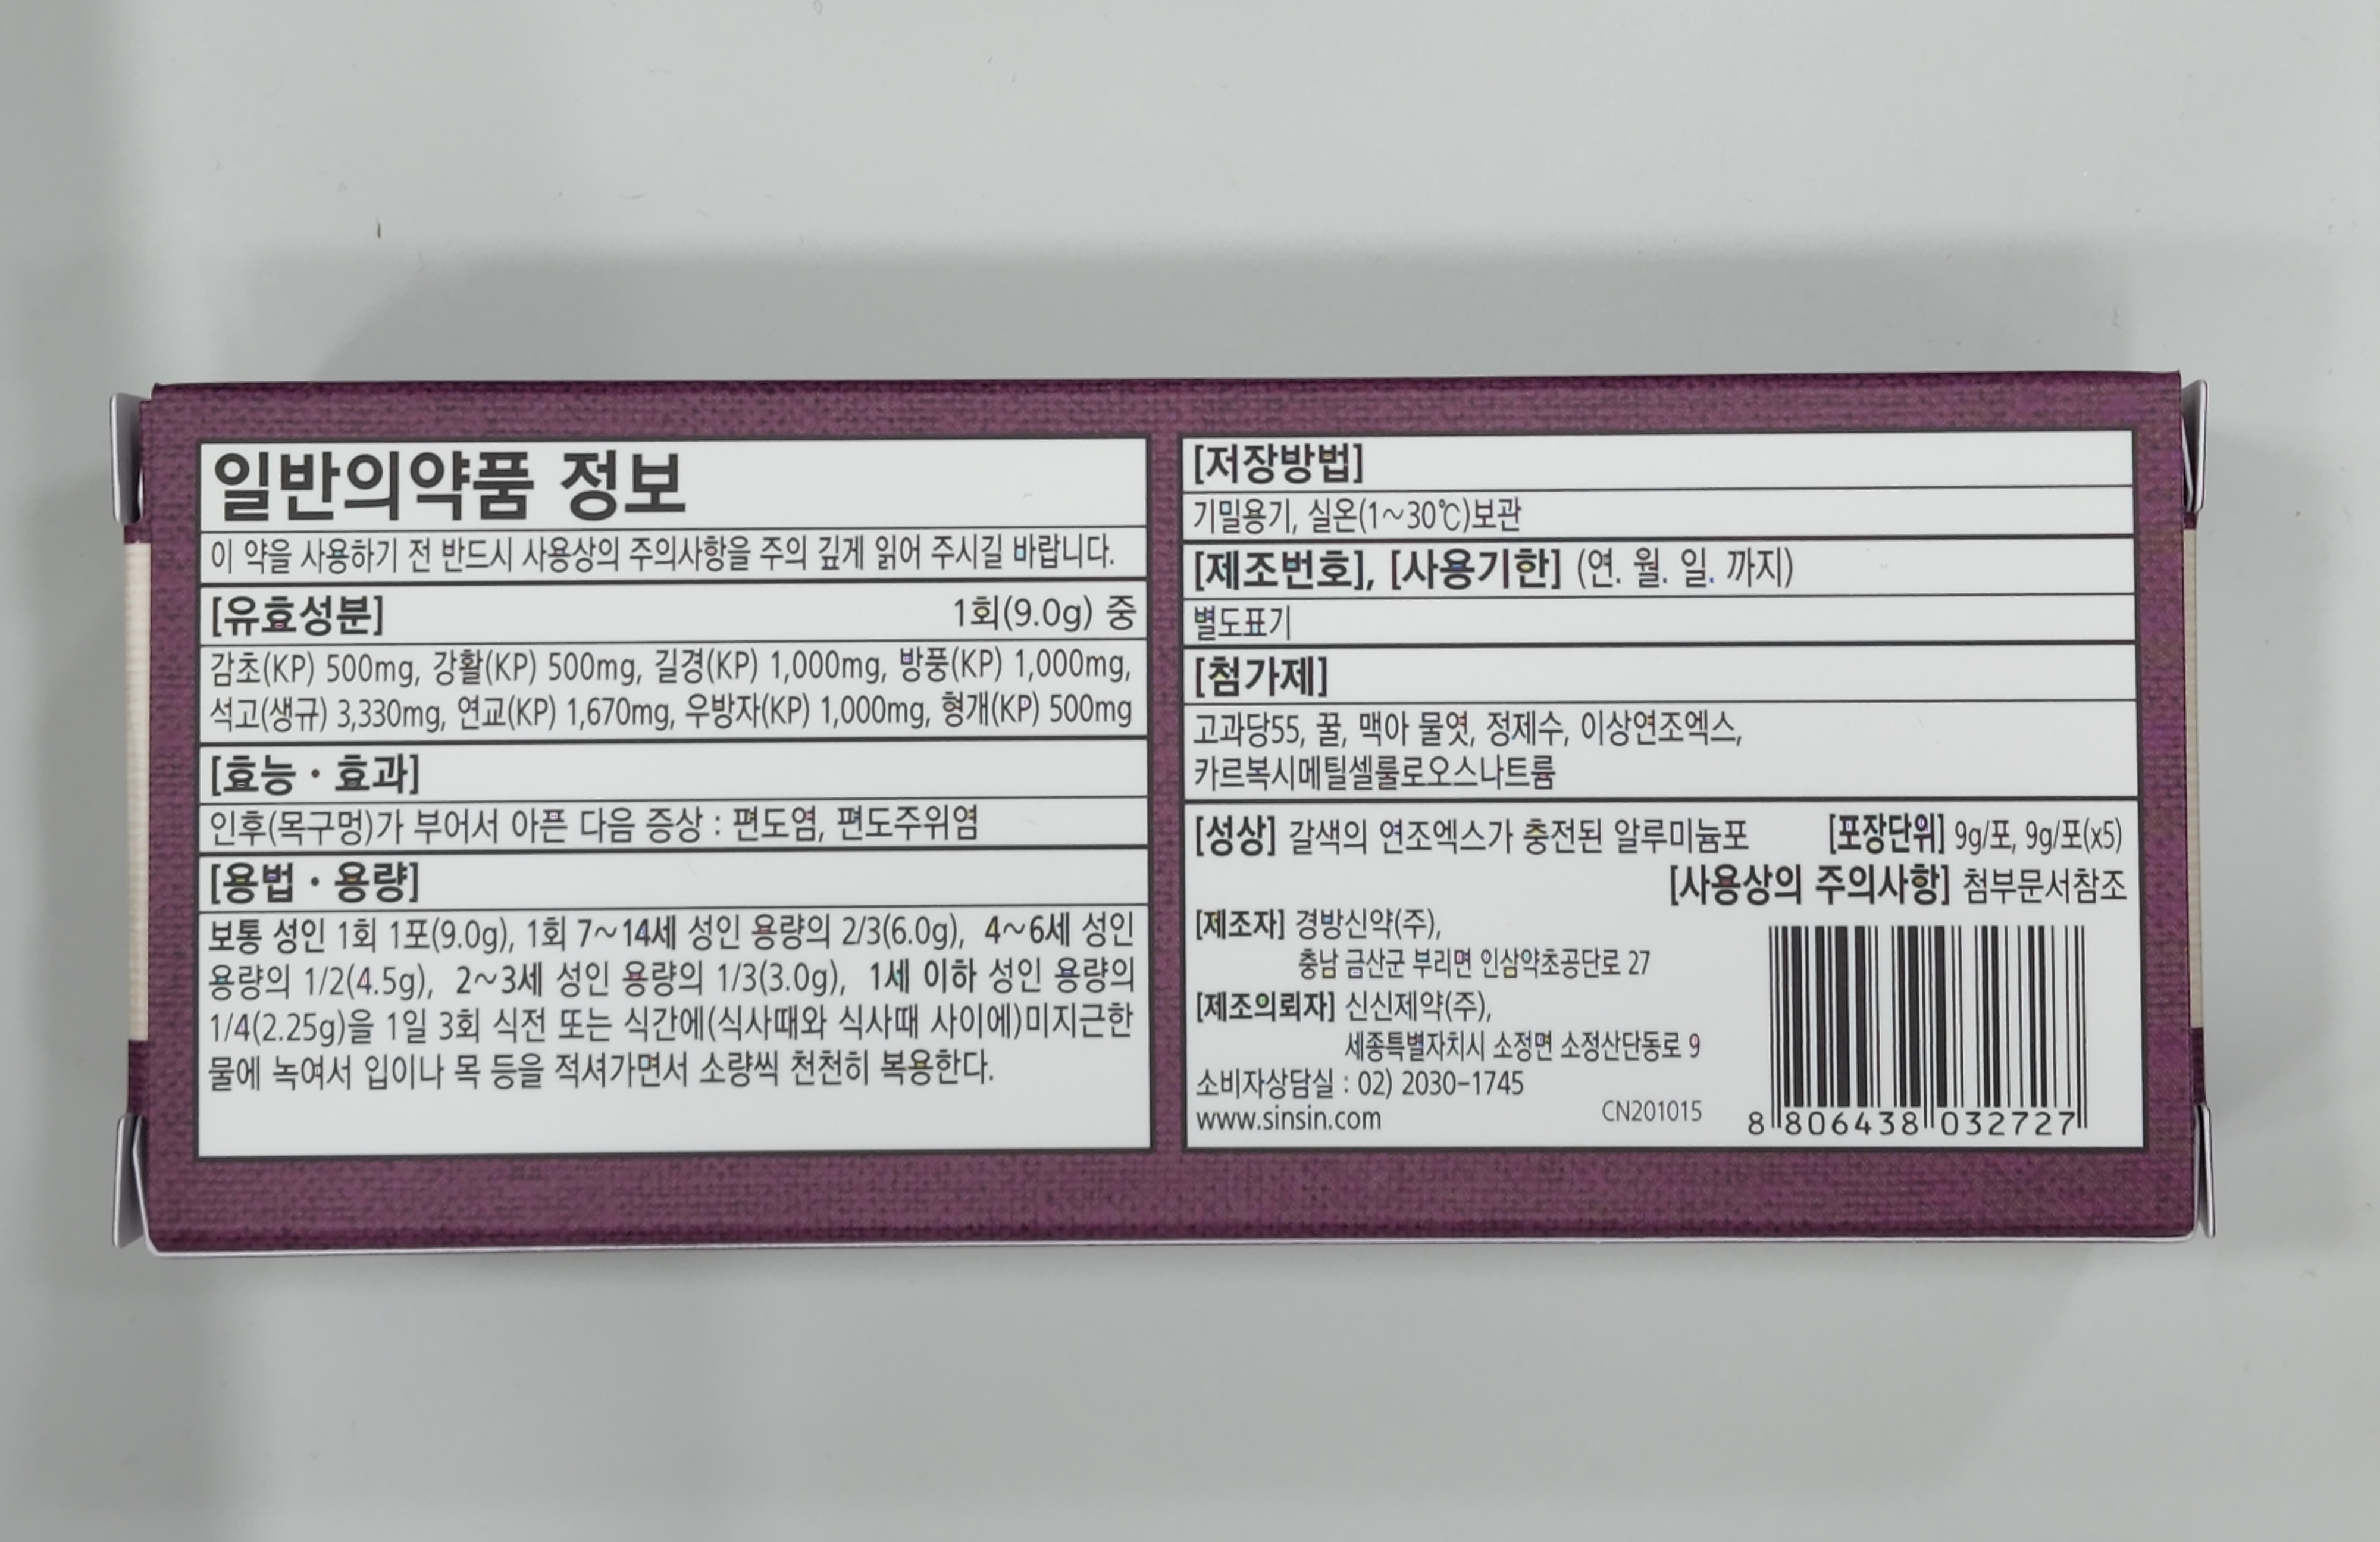 일반의약품 정보
이 약을 사용하기 전 반드시 사용상의 주의사항을 주의 깊게 읽어 주시길 바랍니다.
[유효성분] 1회(9.0g) 중
감초(KP) 500mg, 강활(KP) 500mg, 길경(KP) 1,000mg, 방풍(KP) 1,000mg,
석고(생규) 3,330mg, 연교(KP) 1,670mg, 우방자(KP) 1,000mg, 형개(KP) 500mg
[효능 · 효과]
인후(목구멍)가 부어서 아픈 다음 증상 : 편도염, 편도주위염
[용법 · 용량]
보통 성인 1회 1포(9.0g), 1회 7~14세 성인 용량의 2/3(6.0g), 4~6세 성인
용량의 1/2(4.5g), 2~3세 성인 용량의 1/3(3.0g), 1세 이하 성인 용량의
1/4(2.25g)을 1일 3회 식전 또는 식간에(식사때와 식사때 사이에)미지근한
물에 녹여서 입이나 목 등을 적셔가면서 소량씩 천천히 복용한다.
[저장방법]
기밀용기, 실온(1~30℃)보관
[제조번호], [사용기한] (연. 월. 일. 까지)
별도표기
[첨가제]
고과당55, 꿀, 맥아 물엿, 정제수, 이상연조엑스,
카르복시메틸셀룰로오스나트륨
[성상] 갈색의 연조엑스가 충전된 알루미늄포 [포장단위] 9g/포, 9g/포(x5)
[사용상의 주의사항] 첨부문서참조
[제조자] 경방신약(주),
충남 금산군 부리면 인삼약초공단로 27
[제조의뢰자] 신신제약(주),
세종특별자치시 소정면 소정산단동로 9
소비자상담실 : 02) 2030-1745
www.sinsin.com CN201015
8 806438 032727